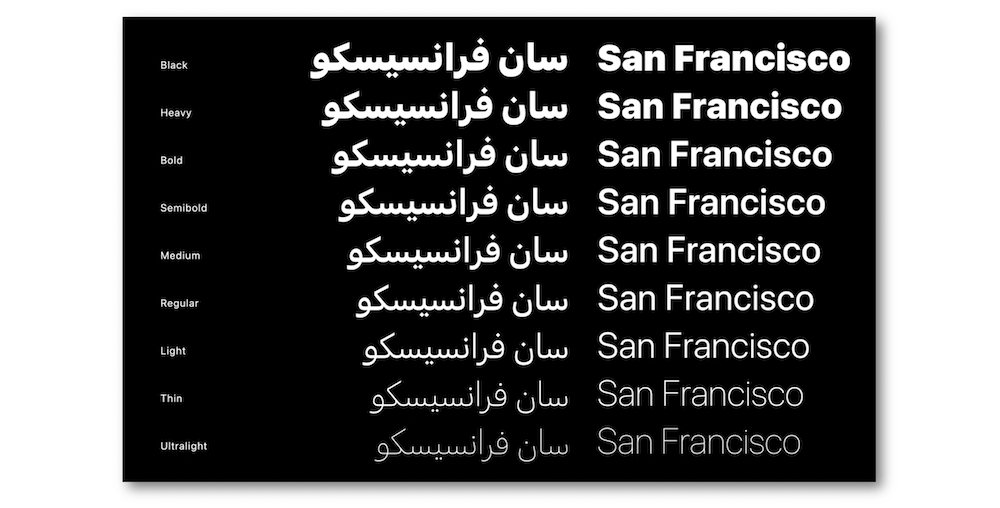 Black سان فرانسيسكو San Francisco
Heavy سان فرانسيسكو San Francisco
Bold سان فرانسيسكو San Francisco
Semibold سان فرانسيسكو San Francisco
Medium سان فرانسيسكو San Francisco
Regular سان فرانسيسكو San Francisco
Light سان فرانسيسكو San Francisco
Thin سان فرانسيسكو San Francisco
Ultralight سان فرانسيسكو San Francisco